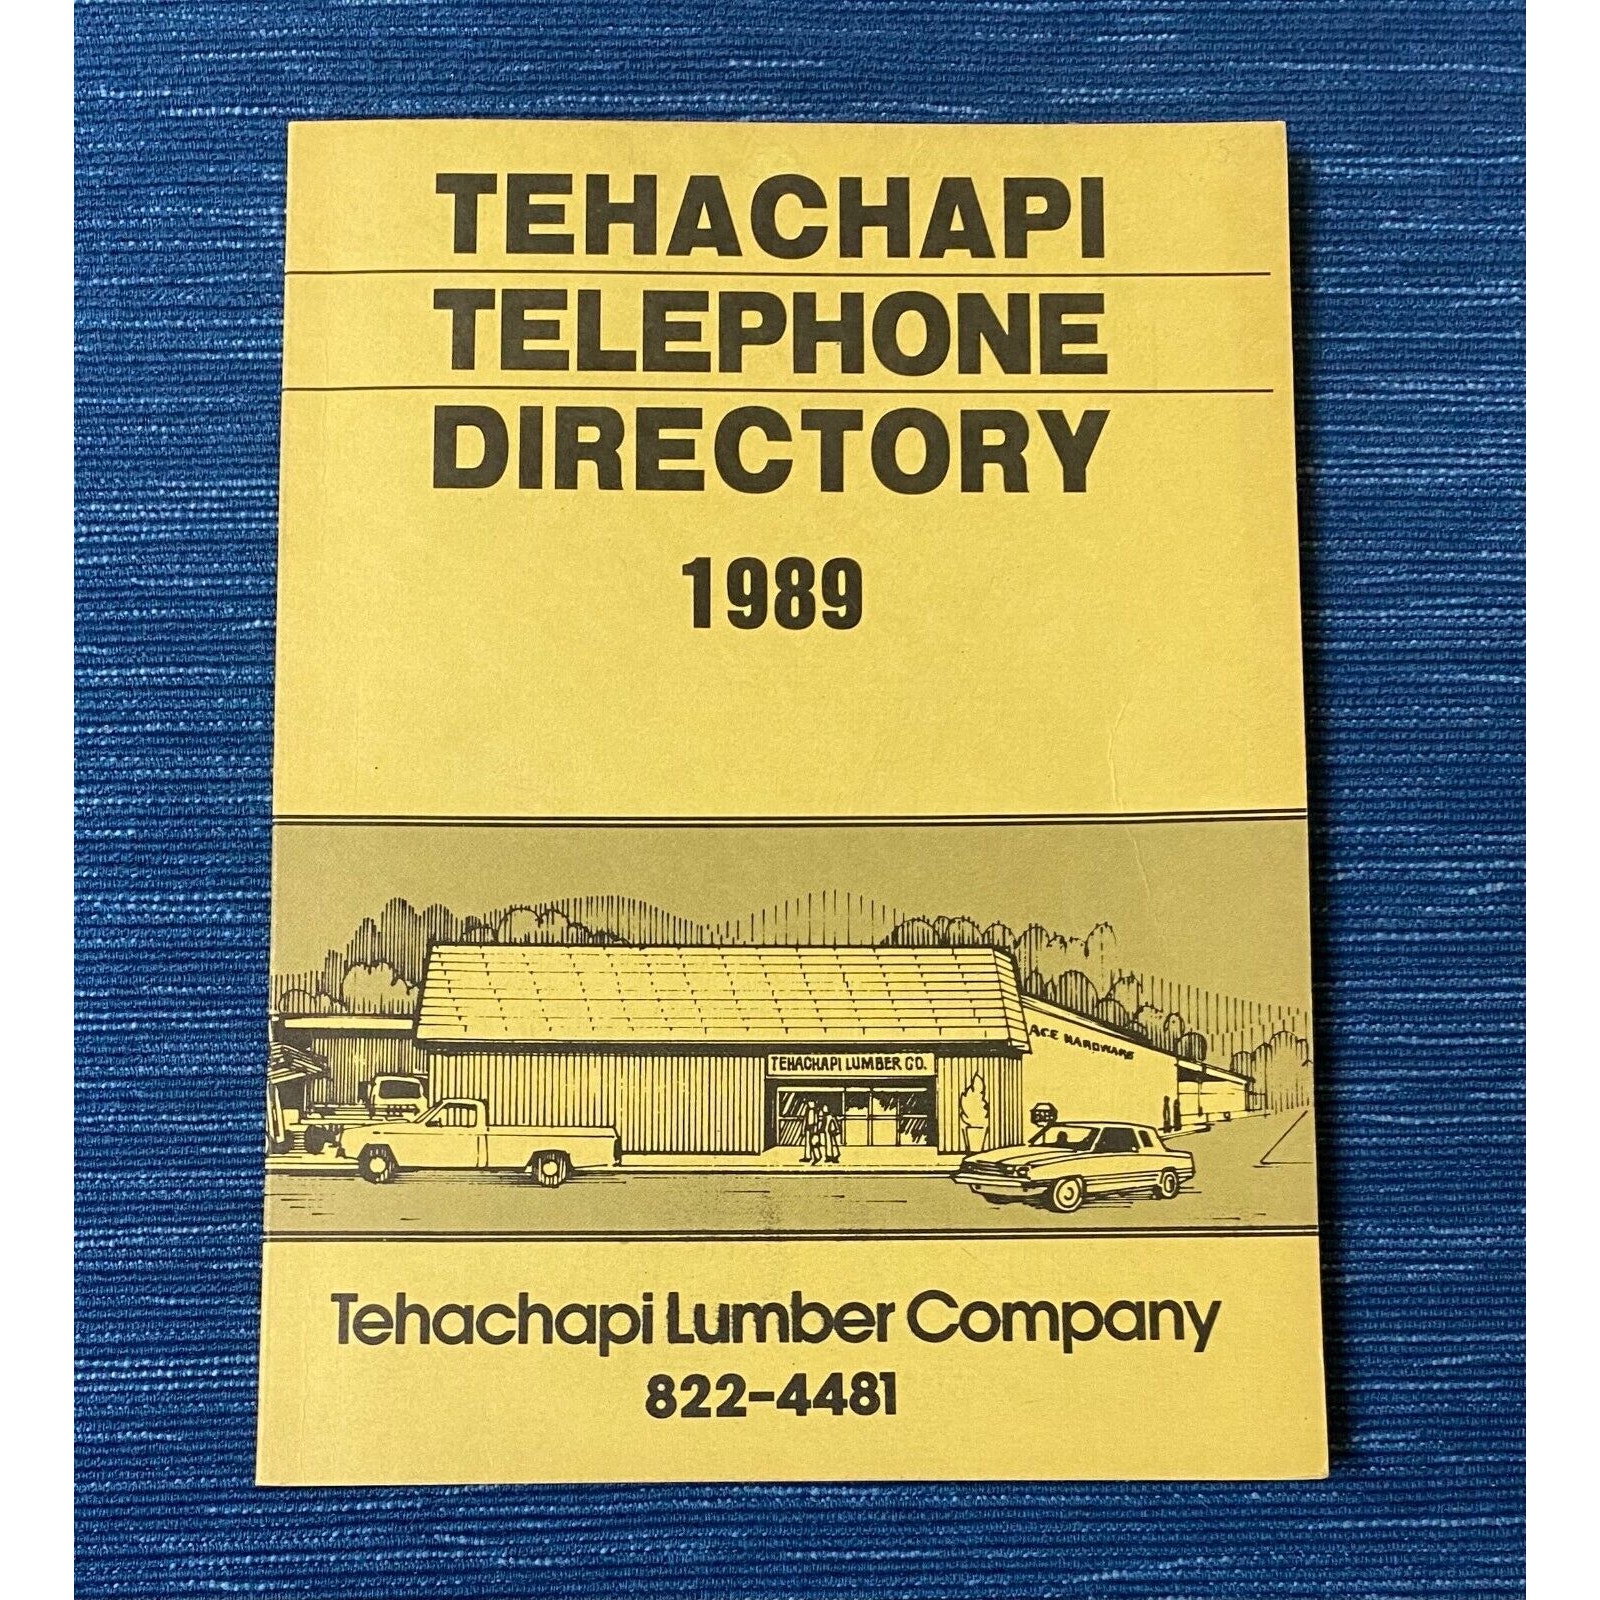 TEHACHAPI
TELEPHONE
DIRECTORY
1989
ACE HARDWARE
TEHACHAPI LUMBER CO.
Tehachapi Lumber Company
822-4481